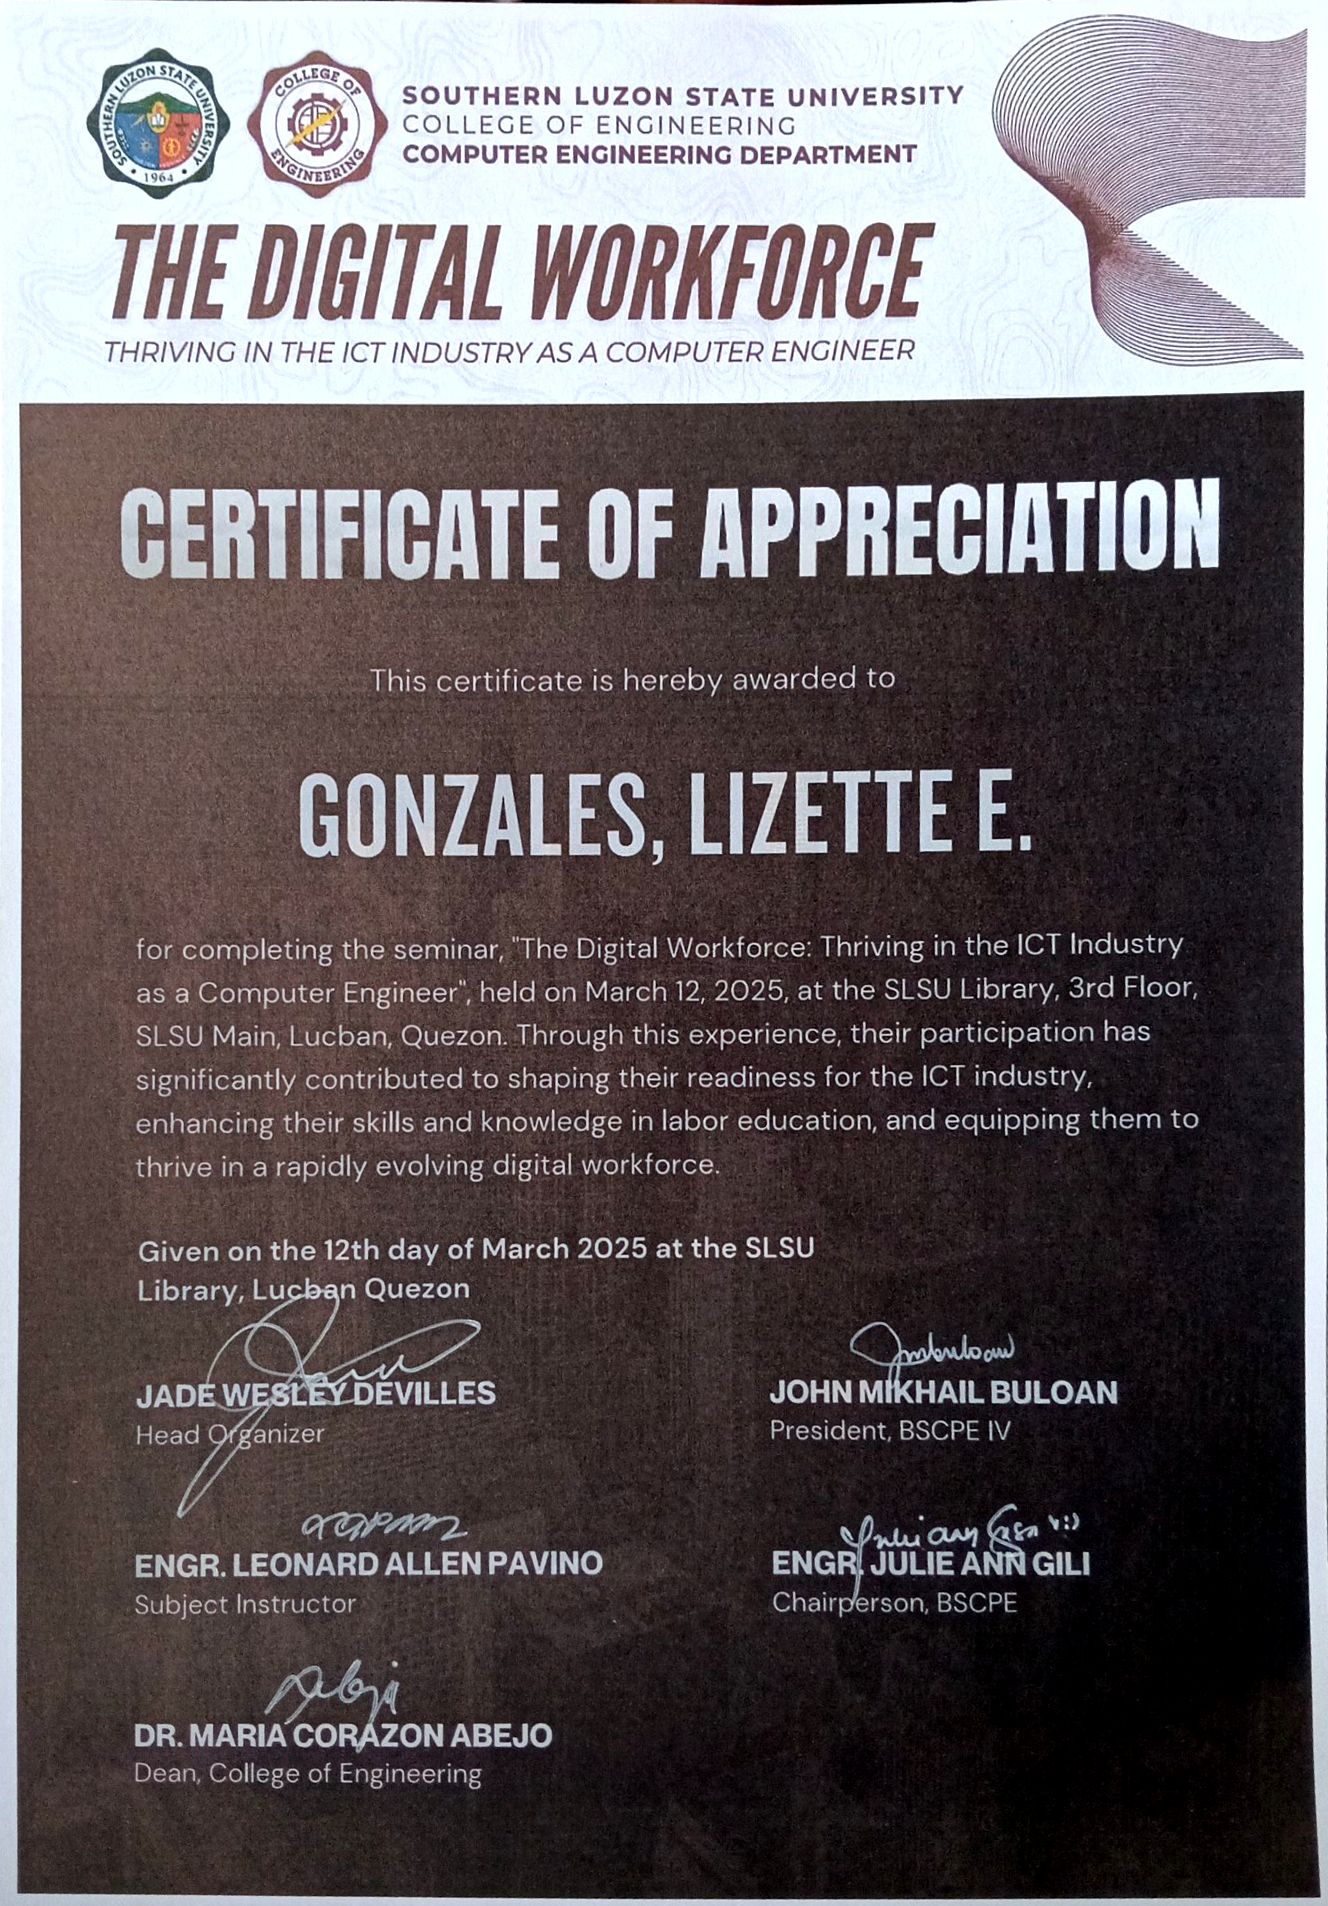 SOUTHERN LUZON STATE UNIVERSITY
1964
COLLEGE OF
ENGINEERING
SOUTHERN LUZON STATE UNIVERSITY
COLLEGE OF ENGINEERING
COMPUTER ENGINEERING DEPARTMENT
THE DIGITAL WORKFORCE
THRIVING IN THE ICT INDUSTRY AS A COMPUTER ENGINEER
CERTIFICATE OF APPRECIATION
This certificate is hereby awarded to
GONZALES, LIZETTE E.
for completing the seminar, "The Digital Workforce: Thriving in the ICT Industry
as a Computer Engineer", held on March 12, 2025, at the SLSU Library, 3rd Floor,
SLSU Main, Lucban, Quezon. Through this experience, their participation has
significantly contributed to shaping their readiness for the ICT industry,
enhancing their skills and knowledge in labor education, and equipping them to
thrive in a rapidly evolving digital workforce.
Given on the 12th day of March 2025 at the SLSU
Library, Lucban Quezon
JADE WESLEY DEVILLES
Head Organizer
JOHN MIKHAIL BULOAN
President, BSCPE IV
ENGR. LEONARD ALLEN PAVINO
Subject Instructor
ENGR. JULIE ANN GILI
Chairperson, BSCPE
DR. MARIA CORAZON ABEJO
Dean, College of Engineering